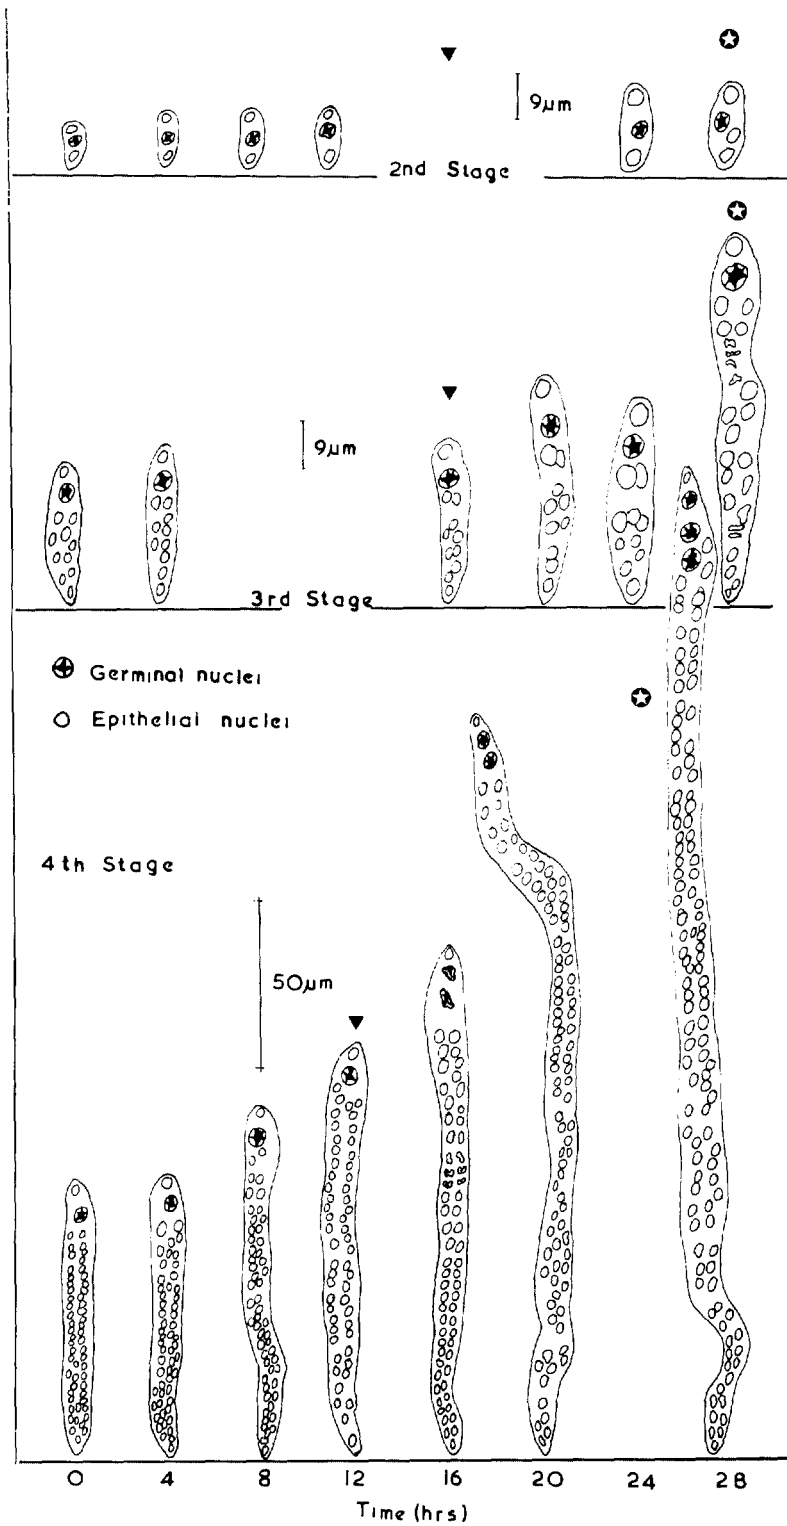 9μm
2nd Stage
9μm
3rd Stage
Germinal nuclei
Epithelial nuclei
4th Stage
50μm
0 4 8 12 16 20 24 28
Time (hrs)